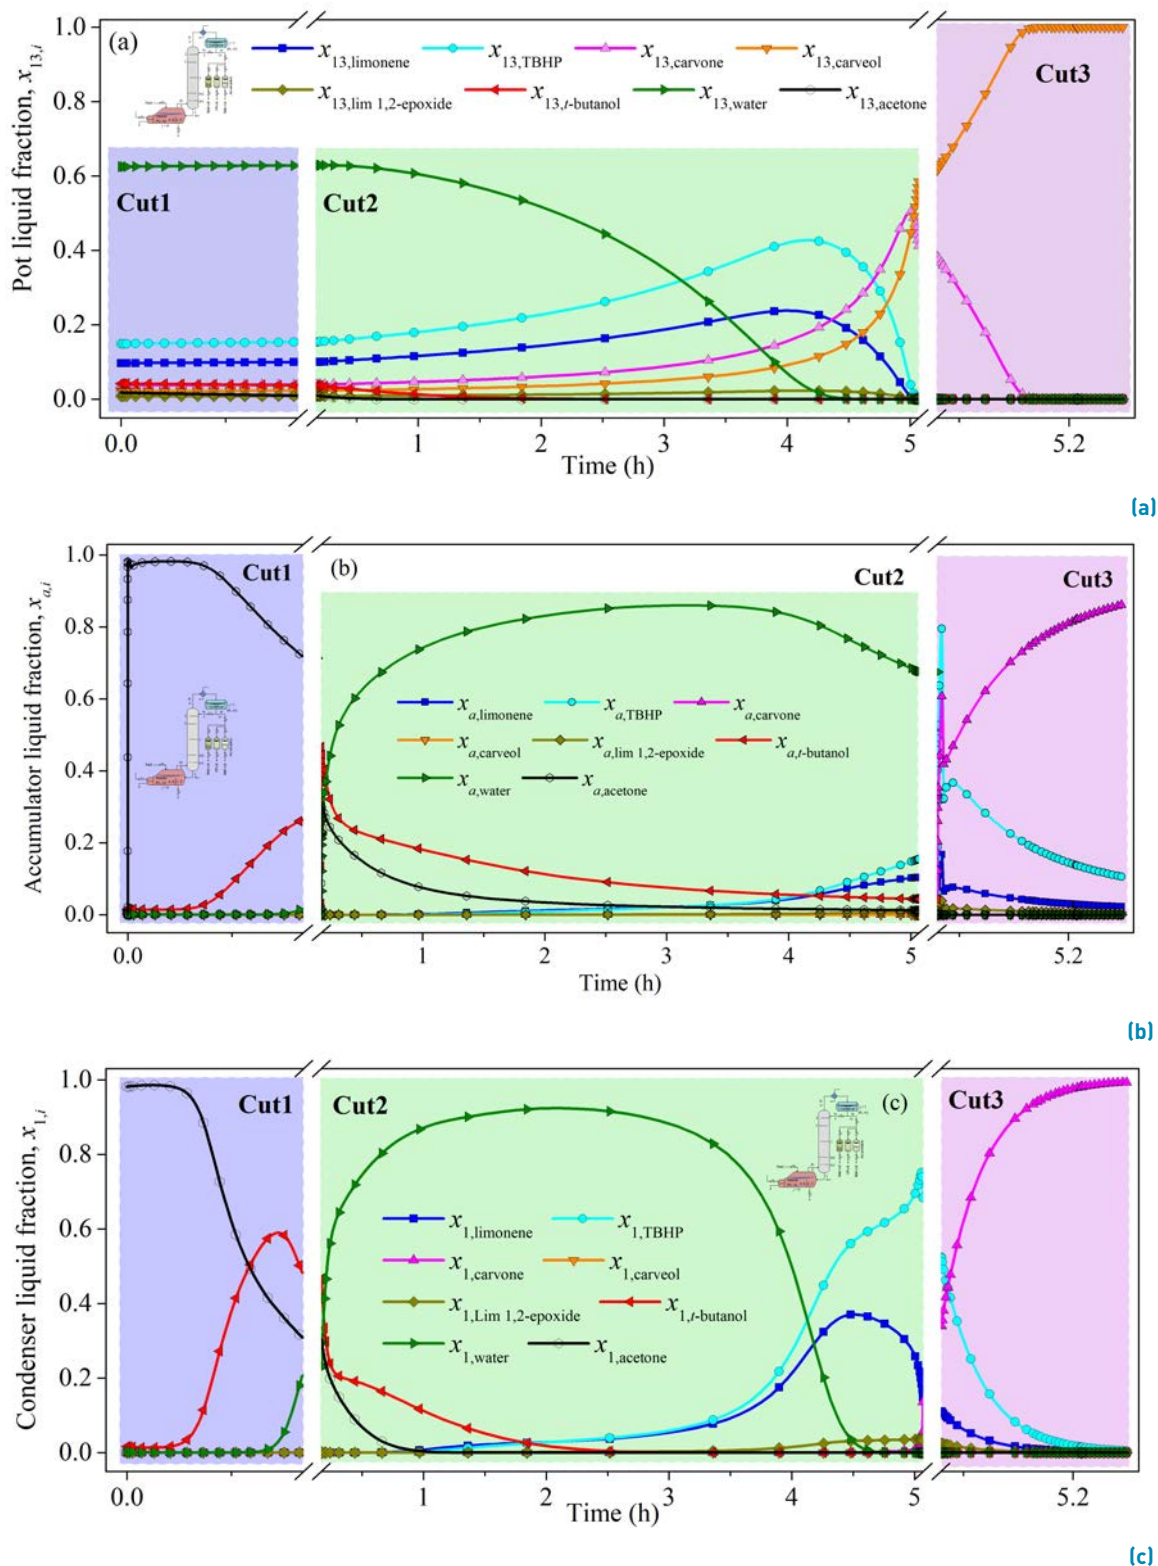 (a)
x13,limonene x13,TBHP x13,carvone x13,carveol
x13,lim 1,2-epoxide x13,t-butanol x13,water x13,acetone
Cut1
Cut2
Cut3
Pot liquid fraction, x13,i
1.0
0.8
0.6
0.4
0.2
0.0
0.0 1 2 3 4 5 5.2
Time (h)
(a)
(b)
Cut1
Cut2
Cut3
Accumulator liquid fraction, xa,i
1.0
0.8
0.6
0.4
0.2
0.0
xa,limonene xa,TBHP xa,carvone
xa,carveol xa,lim 1,2-epoxide xa,t-butanol
xa,water xa,acetone
0.0 1 2 3 4 5 5.2
Time (h)
(b)
Cut1
Cut2
(c)
Cut3
Condenser liquid fraction, x1,i
1.0
0.8
0.6
0.4
0.2
0.0
x1,limonene x1,TBHP
x1,carvone x1,carveol
x1,Lim 1,2-epoxide x1,t-butanol
x1,water x1,acetone
0.0 1 2 3 4 5 5.2
Time (h)
(c)